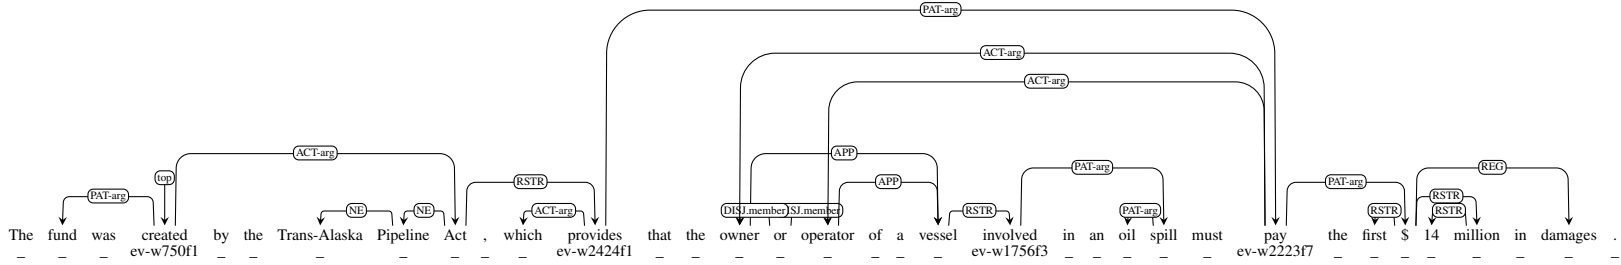 PAT-arg
ACT-arg
ACT-arg
ACT-arg APP
top PAT-arg REG
RSTR APP PAT-arg
PAT-arg RSTR
NE NE ACT-arg DISJ.member ISJ.member RSTR PAT-arg RSTR RSTR
The fund was created by the Trans-Alaska Pipeline Act , which provides that the owner or operator of a vessel involved in an oil spill must pay the first $ 14 million in damages .
_ _ _ ev-w750f1 _ _ _ _ _ _ _ ev-w2424f1 _ _ _ _ _ _ _ _ ev-w1756f3 _ _ _ _ _ ev-w2223f7 _ _ _ _ _ _ _ _